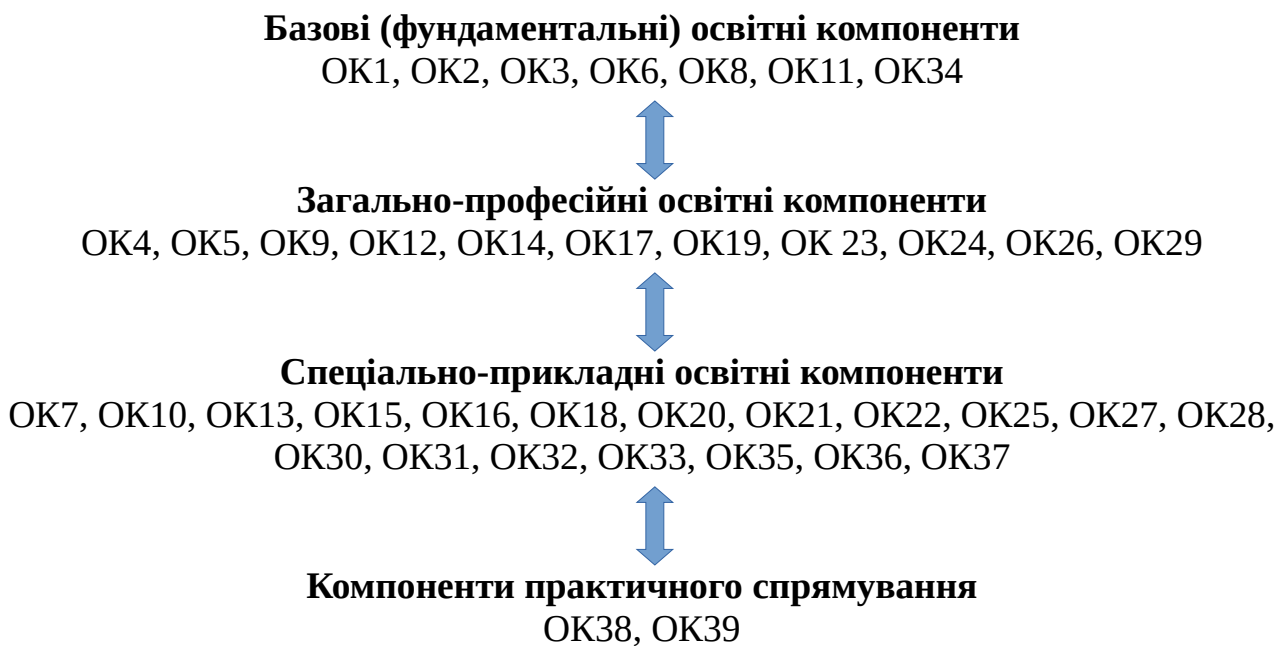 Базові (фундаментальні) освітні компоненти
ОК1, ОК2, ОК3, ОК6, ОК8, ОК11, ОК34
Загально-професійні освітні компоненти
ОК4, ОК5, ОК9, ОК12, ОК14, ОК17, ОК19, ОК 23, ОК24, ОК26, ОК29
Спеціально-прикладні освітні компоненти
ОК7, ОК10, ОК13, ОК15, ОК16, ОК18, ОК20, ОК21, ОК22, ОК25, ОК27, ОК28,
ОК30, ОК31, ОК32, ОК33, ОК35, ОК36, ОК37
Компоненти практичного спрямування
ОК38, ОК39